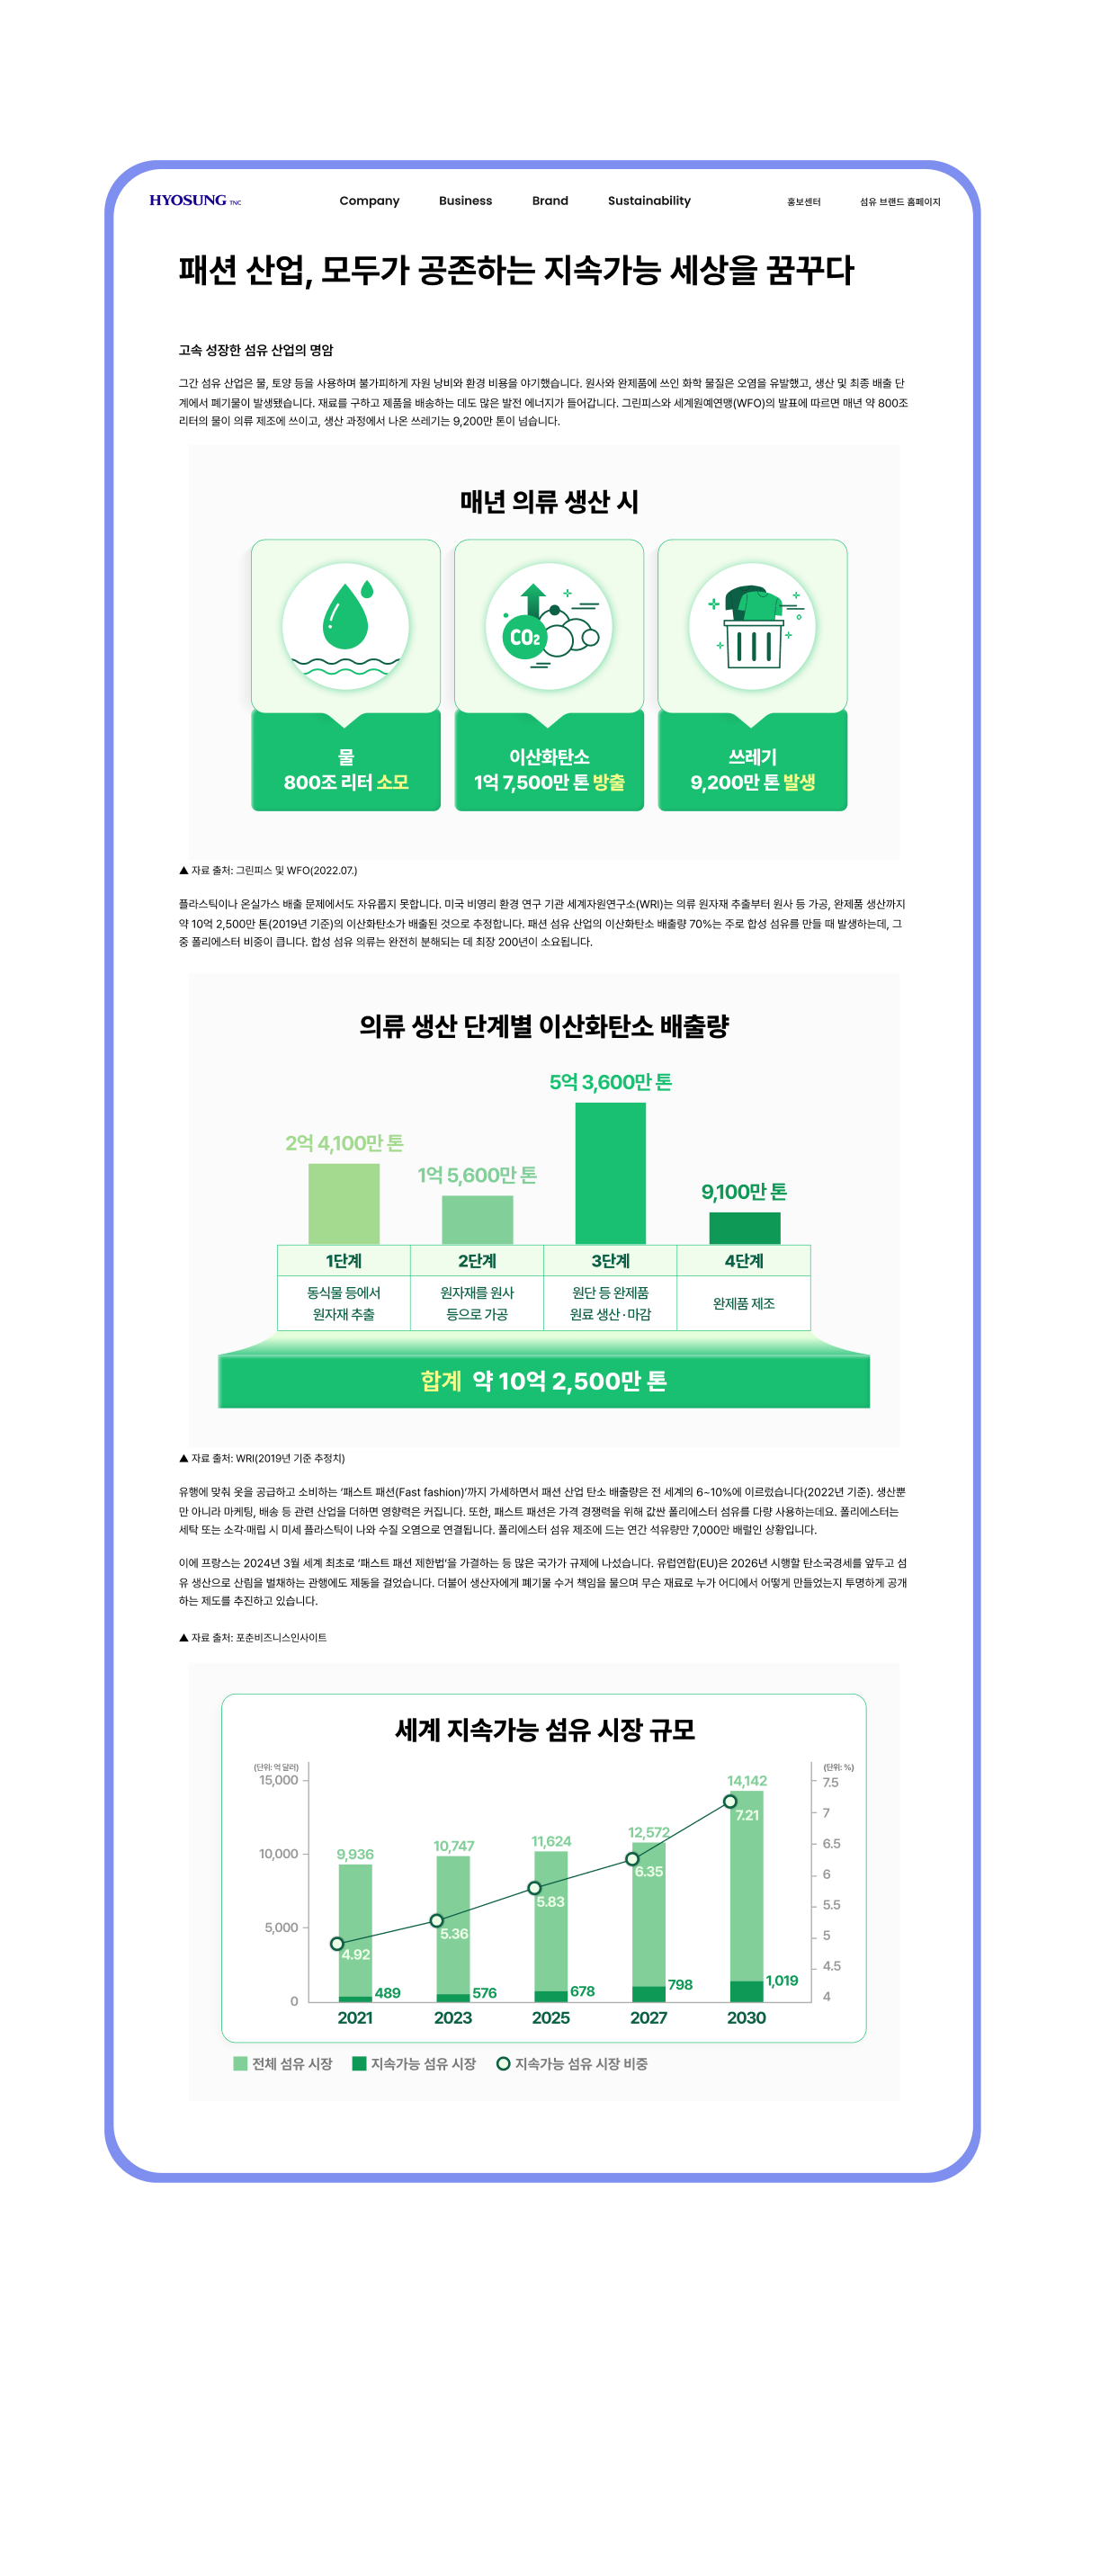 HYOSUNG TNC
Company Business Brand Sustainability 홍보센터 섬유 브랜드 홈페이지
패션 산업, 모두가 공존하는 지속가능 세상을 꿈꾸다
고속 성장한 섬유 산업의 명암
그간 섬유 산업은 물, 토양 등을 사용하며 불가피하게 자원 낭비와 환경 비용을 야기했습니다. 원사와 완제품에 쓰인 화학 물질은 오염을 유발했고, 생산 및 최종 배출 단
계에서 폐기물이 발생됐습니다. 재료를 구하고 제품을 배송하는 데도 많은 발전 에너지가 들어갑니다. 그린피스와 세계원예연맹(WFO)의 발표에 따르면 매년 약 800조
리터의 물이 의류 제조에 쓰이고, 생산 과정에서 나온 쓰레기는 9,200만 톤이 넘습니다.
매년 의류 생산 시
CO2
물
800조 리터 소모
이산화탄소
1억 7,500만 톤 방출
쓰레기
9,200만 톤 발생
▲ 자료 출처: 그린피스 및 WFO(2022.07.)
플라스틱이나 온실가스 배출 문제에서도 자유롭지 못합니다. 미국 비영리 환경 연구 기관 세계자원연구소(WRI)는 의류 원자재 추출부터 원사 등 가공, 완제품 생산까지
약 10억 2,500만 톤(2019년 기준)의 이산화탄소가 배출된 것으로 추정합니다. 패션 섬유 산업의 이산화탄소 배출량 70%는 주로 합성 섬유를 만들 때 발생하는데, 그
중 폴리에스터 비중이 큽니다. 합성 섬유 의류는 완전히 분해되는 데 최장 200년이 소요됩니다.
의류 생산 단계별 이산화탄소 배출량
2억 4,100만 톤
1억 5,600만 톤
5억 3,600만 톤
9,100만 톤
1단계 2단계 3단계 4단계
동식물 등에서
원자재 추출
원자재를 원사
등으로 가공
원단 등 완제품
원료 생산·마감
완제품 제조
합계 약 10억 2,500만 톤
▲ 자료 출처: WRI(2019년 기준 추정치)
유행에 맞춰 옷을 공급하고 소비하는 ‘패스트 패션(Fast fashion)’까지 가세하면서 패션 산업 탄소 배출량은 전 세계의 6~10%에 이르렀습니다(2022년 기준). 생산뿐
만 아니라 마케팅, 배송 등 관련 산업을 더하면 영향력은 커집니다. 또한, 패스트 패션은 가격 경쟁력을 위해 값싼 폴리에스터 섬유를 다량 사용하는데요. 폴리에스터는
세탁 또는 소각·매립 시 미세 플라스틱이 나와 수질 오염으로 연결됩니다. 폴리에스터 섬유 제조에 드는 연간 석유량만 7,000만 배럴인 상황입니다.
이에 프랑스는 2024년 3월 세계 최초로 ‘패스트 패션 제한법’을 가결하는 등 많은 국가가 규제에 나섰습니다. 유럽연합(EU)은 2026년 시행할 탄소국경세를 앞두고 섬
유 생산으로 산림을 벌채하는 관행에도 제동을 걸었습니다. 더불어 생산자에게 폐기물 수거 책임을 물으며 무슨 재료로 누가 어디에서 어떻게 만들었는지 투명하게 공개
하는 제도를 추진하고 있습니다.
▲ 자료 출처: 포춘비즈니스인사이트
세계 지속가능 섬유 시장 규모
(단위: 억 달러)
15,000
10,000
5,000
0
(단위: %)
7.5
7
6.5
6
5.5
5
4.5
4
9,936
10,747
11,624
12,572
14,142
4.92
5.36
5.83
6.35
7.21
489
576
678
798
1,019
2021 2023 2025 2027 2030
전체 섬유 시장 지속가능 섬유 시장 지속가능 섬유 시장 비중